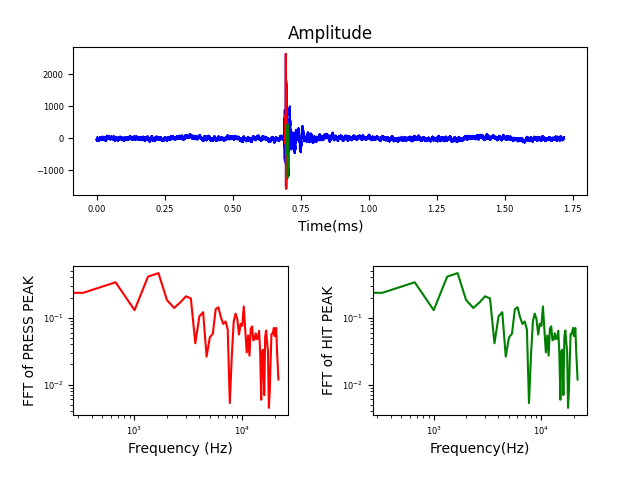 Amplitude
2000
1000
0
−1000
0.00 0.25 0.50 0.75 1.00 1.25 1.50 1.75
Time(ms)
FFT of PRESS PEAK
10⁻¹
10⁻²
10³ 10⁴
Frequency (Hz)
FFT of HIT PEAK
10⁻¹
10⁻²
10³ 10⁴
Frequency(Hz)